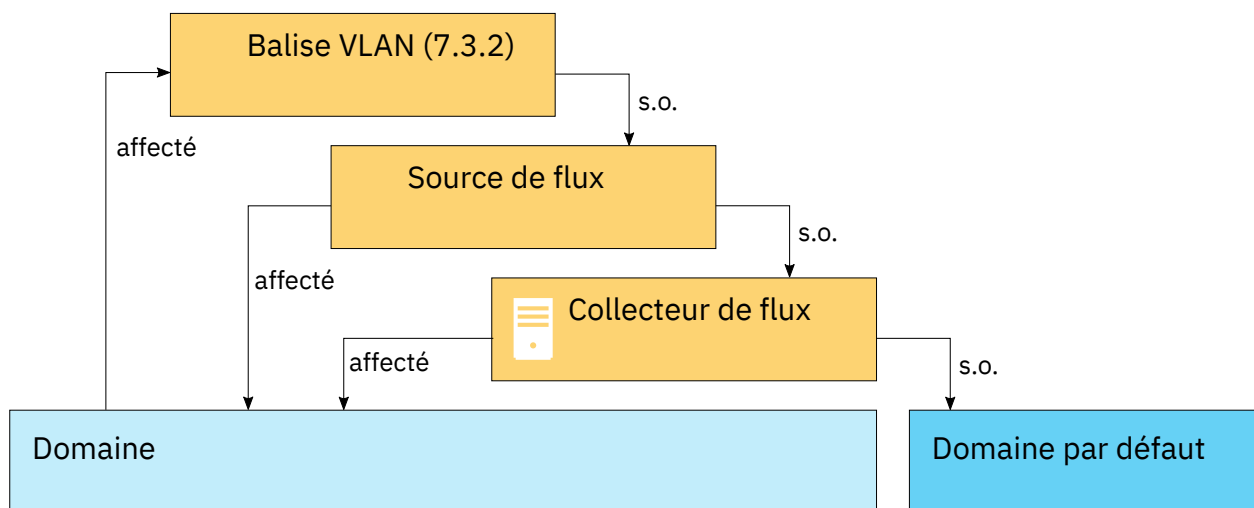 Balise VLAN (7.3.2)
s.o.
affecté
Source de flux
s.o.
affecté
Collecteur de flux
affecté
s.o.
Domaine
Domaine par défaut